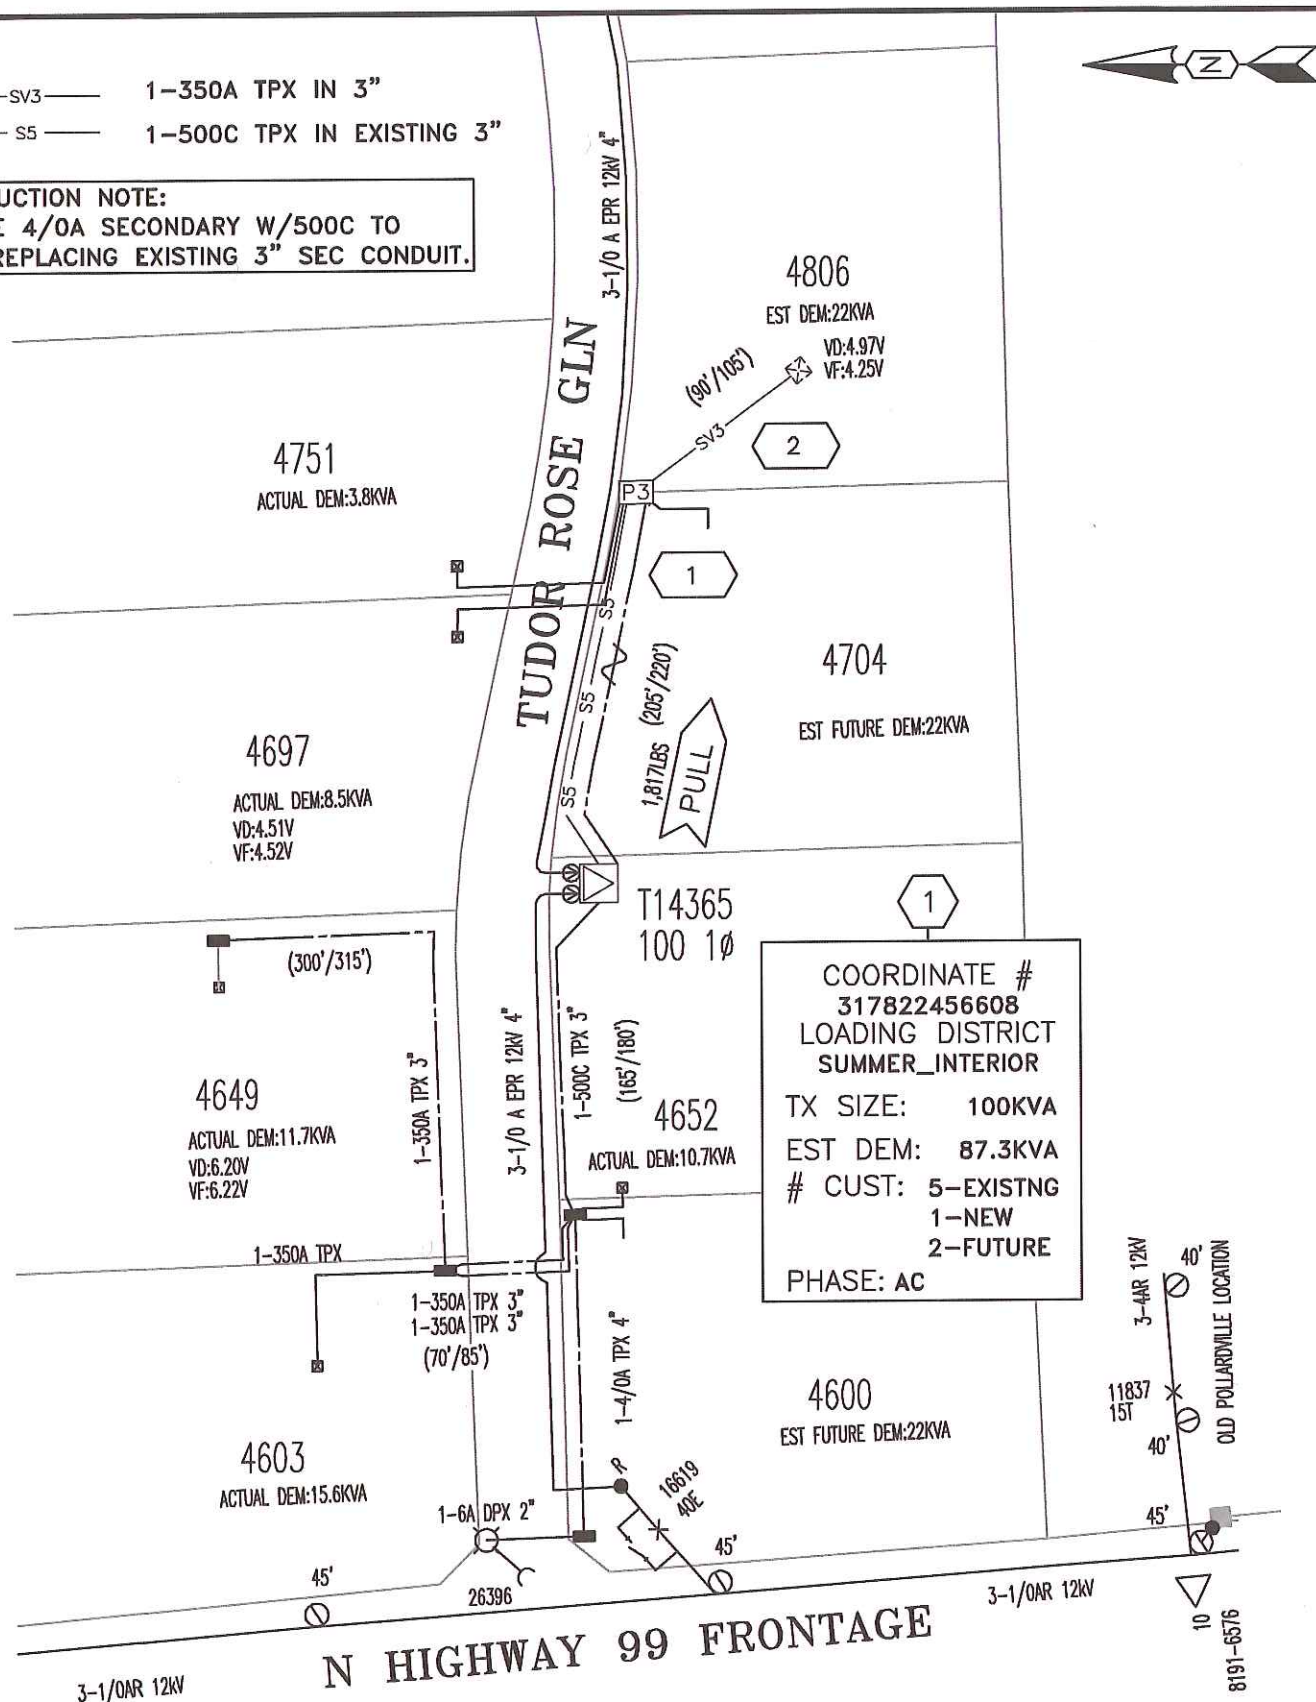 SV3
1-350A TPX IN 3"
S5
1-500C TPX IN EXISTING 3"
UCTION NOTE:
E 4/0A SECONDARY W/500C TO
REPLACING EXISTING 3" SEC CONDUIT.
N
3-1/0 A EPR 12kV 4"
4806
EST DEM:22KVA
VD:4.97V
VF:4.25V
(90'/105')
SV3
2
P3
TUDOR ROSE GLN
4751
ACTUAL DEM:3.8KVA
1
S5
S5
S5
(205'/220')
1,817LBS
PULL
4704
EST FUTURE DEM:22KVA
4697
ACTUAL DEM:8.5KVA
VD:4.51V
VF:4.52V
T14365
100 1Ø
1
COORDINATE #
317822456608
LOADING DISTRICT
SUMMER_INTERIOR
TX SIZE: 100KVA
EST DEM: 87.3KVA
# CUST: 5-EXISTNG
1-NEW
2-FUTURE
PHASE: AC
(300'/315')
1-350A TPX 3"
3-1/0 A EPR 12kV 4"
1-500C TPX 3"
(165'/180')
4649
ACTUAL DEM:11.7KVA
VD:6.20V
VF:6.22V
4652
ACTUAL DEM:10.7KVA
1-350A TPX
1-350A TPX 3"
1-350A TPX 3"
(70'/85')
1-4/0A TPX 4"
4600
EST FUTURE DEM:22KVA
3-4AR 12kV
40'
OLD POLLARDVILLE LOCATION
11837
15T
40'
45'
4603
ACTUAL DEM:15.6KVA
1-6A DPX 2"
R
16619
40E
45'
45'
26396
3-1/0AR 12kV
N HIGHWAY 99 FRONTAGE
3-1/0AR 12kV
10
8191-6576